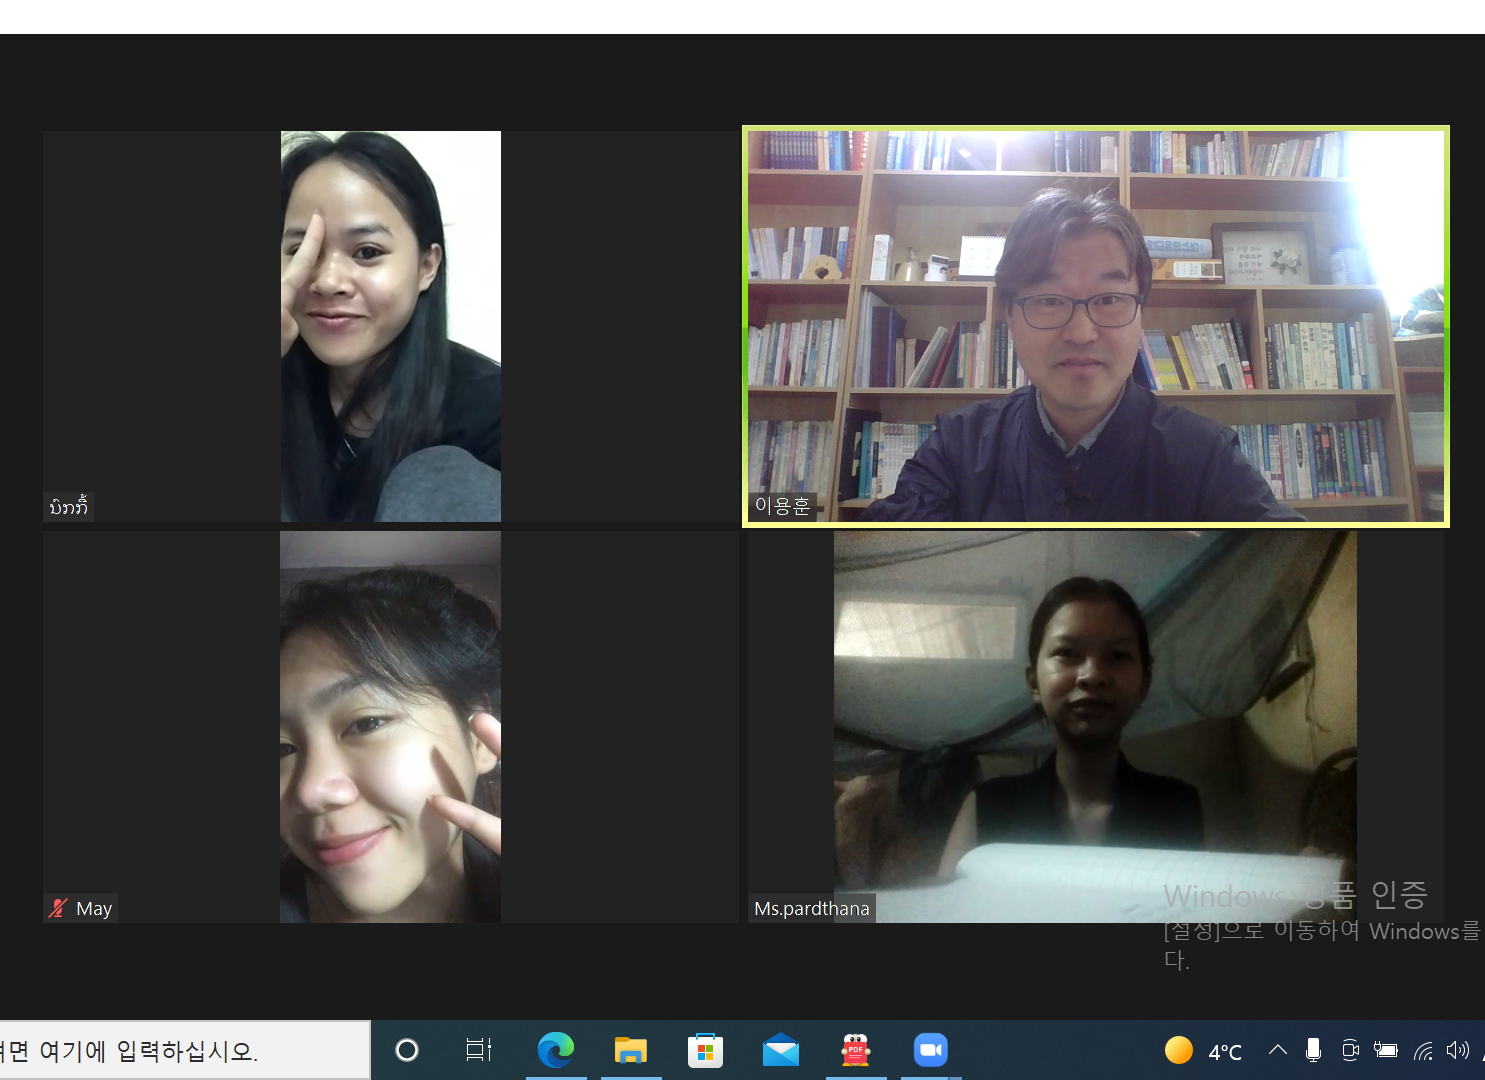 ນົກກີ້
이용훈
May
Ms.pardthana
Windows 정품 인증
[설정]으로 이동하여 Windows를
다.
려면 여기에 입력하십시오.
PDF
4°C